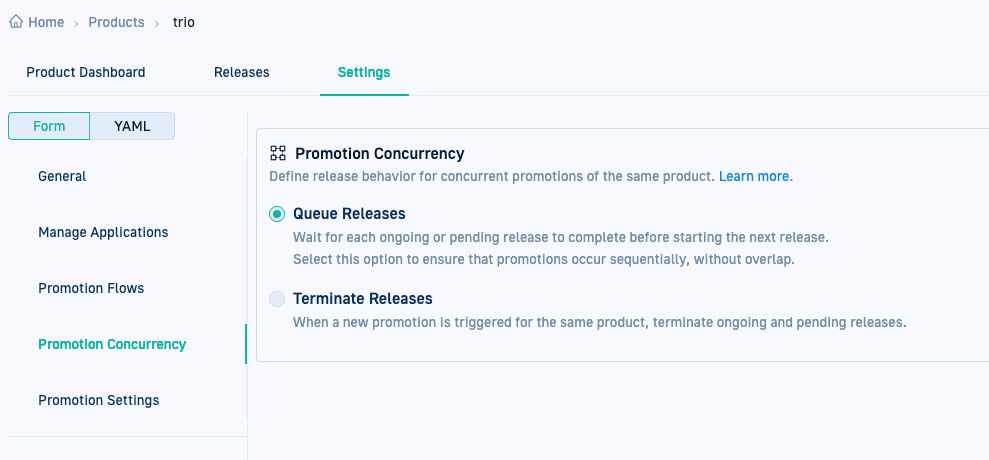 Home > Products > trio
Product Dashboard Releases Settings
Form YAML
General
Manage Applications
Promotion Flows
Promotion Concurrency
Promotion Settings
Promotion Concurrency
Define release behavior for concurrent promotions of the same product. Learn more.
Queue Releases
Wait for each ongoing or pending release to complete before starting the next release.
Select this option to ensure that promotions occur sequentially, without overlap.
Terminate Releases
When a new promotion is triggered for the same product, terminate ongoing and pending releases.